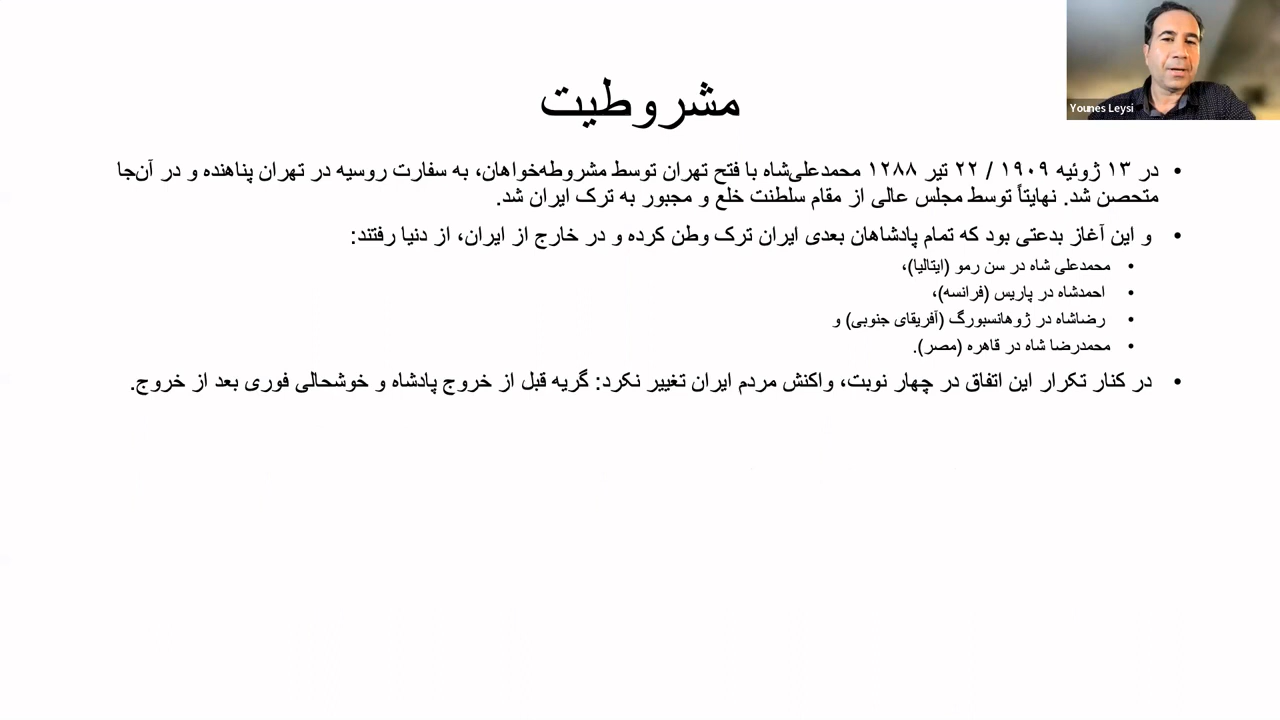 مشروطیت
Younes Leysi
• در ۱۳ ژوئیه ۱۹۰۹ / ۲۲ تیر ۱۲۸۸ محمدعلی‌شاه با فتح تهران توسط مشروطه‌خواهان، به سفارت روسیه در تهران پناهنده و در آن‌جا
متحصن شد. نهایتاً توسط مجلس عالی از مقام سلطنت خلع و مجبور به ترک ایران شد.
• و این آغاز بدعتی بود که تمام پادشاهان بعدی ایران ترک وطن کرده و در خارج از ایران، از دنیا رفتند:
• محمدعلی شاه در سن رمو (ایتالیا)،
• احمدشاه در پاریس (فرانسه)،
• رضاشاه در ژوهانسبورگ (آفریقای جنوبی) و
• محمدرضا شاه در قاهره (مصر).
• در کنار تکرار این اتفاق در چهار نوبت، واکنش مردم ایران تغییر نکرد: گریه قبل از خروج پادشاه و خوشحالی فوری بعد از خروج.